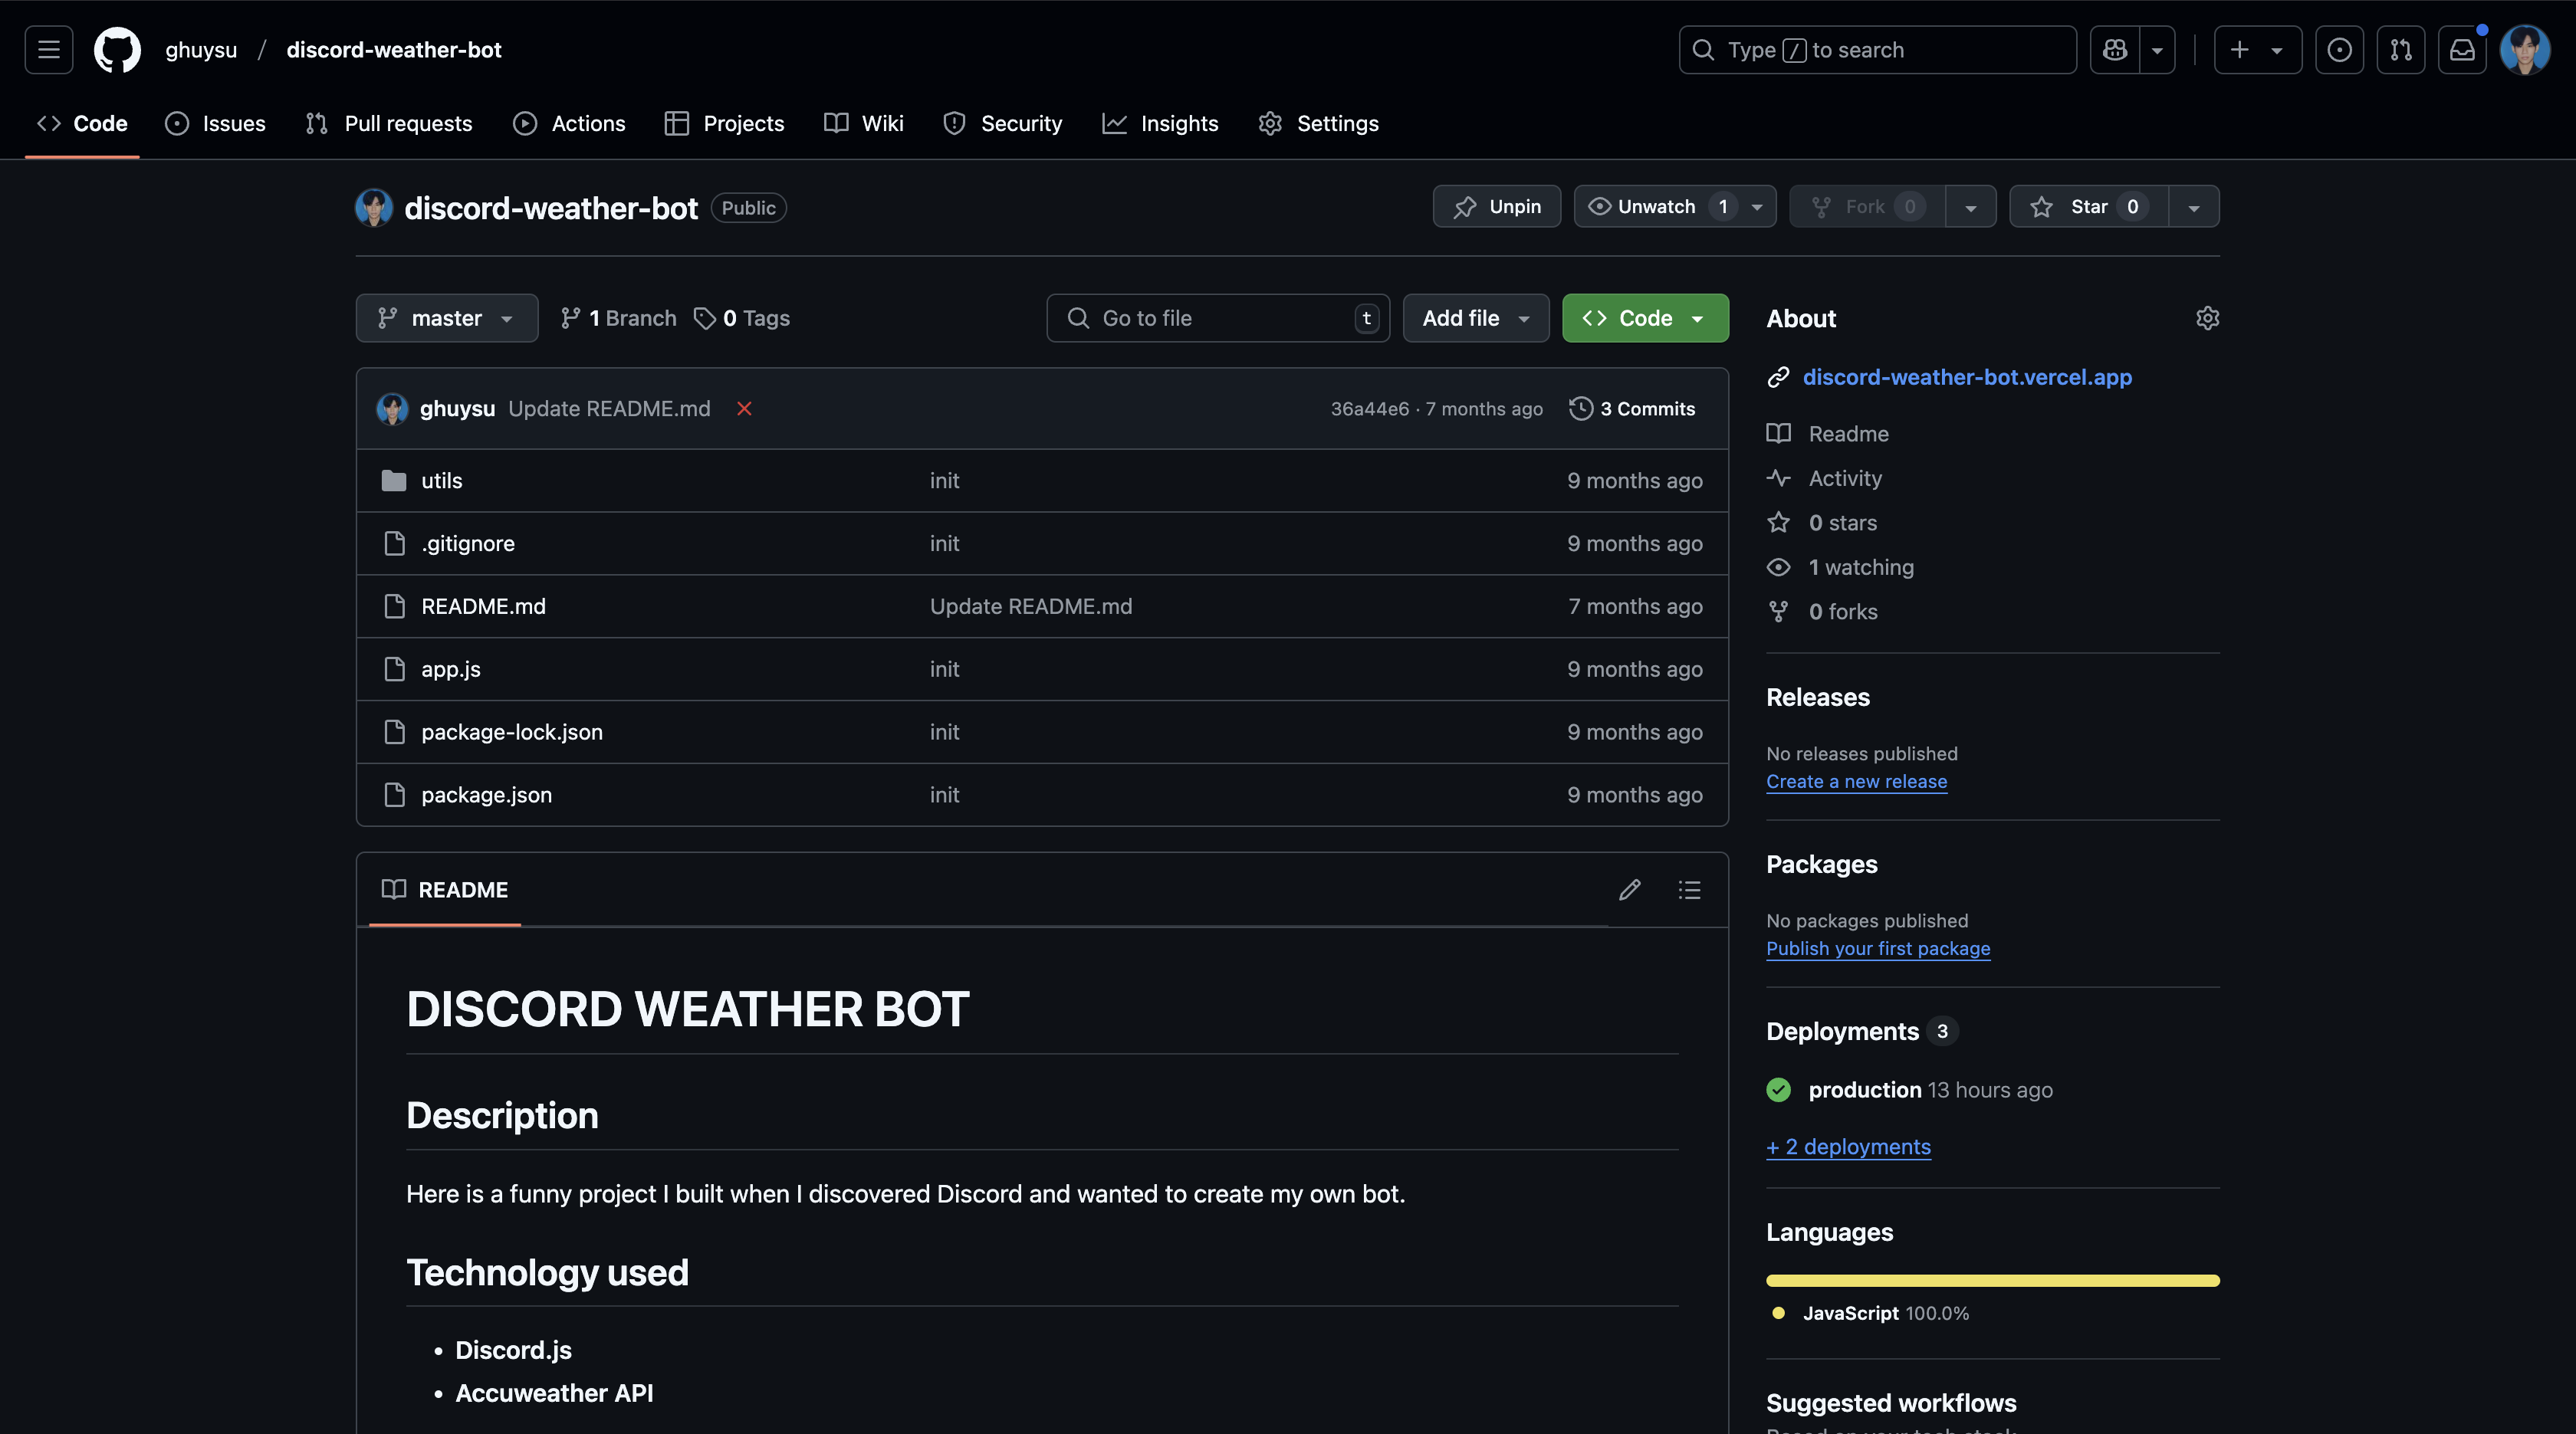 ghuysu / discord-weather-bot
Type / to search
Code
Issues
Pull requests
Actions
Projects
Wiki
Security
Insights
Settings
discord-weather-bot Public
Unpin
Unwatch 1
Fork 0
Star 0
master
1 Branch
0 Tags
Go to file t
Add file
Code
ghuysu Update README.md 36a44e6 · 7 months ago 3 Commits
utils init 9 months ago
.gitignore init 9 months ago
README.md Update README.md 7 months ago
app.js init 9 months ago
package-lock.json init 9 months ago
package.json init 9 months ago
README
DISCORD WEATHER BOT
Description
Here is a funny project I built when I discovered Discord and wanted to create my own bot.
Technology used
• Discord.js
• Accuweather API
About
discord-weather-bot.vercel.app
Readme
Activity
0 stars
1 watching
0 forks
Releases
No releases published
Create a new release
Packages
No packages published
Publish your first package
Deployments 3
production 13 hours ago
+ 2 deployments
Languages
JavaScript 100.0%
Suggested workflows